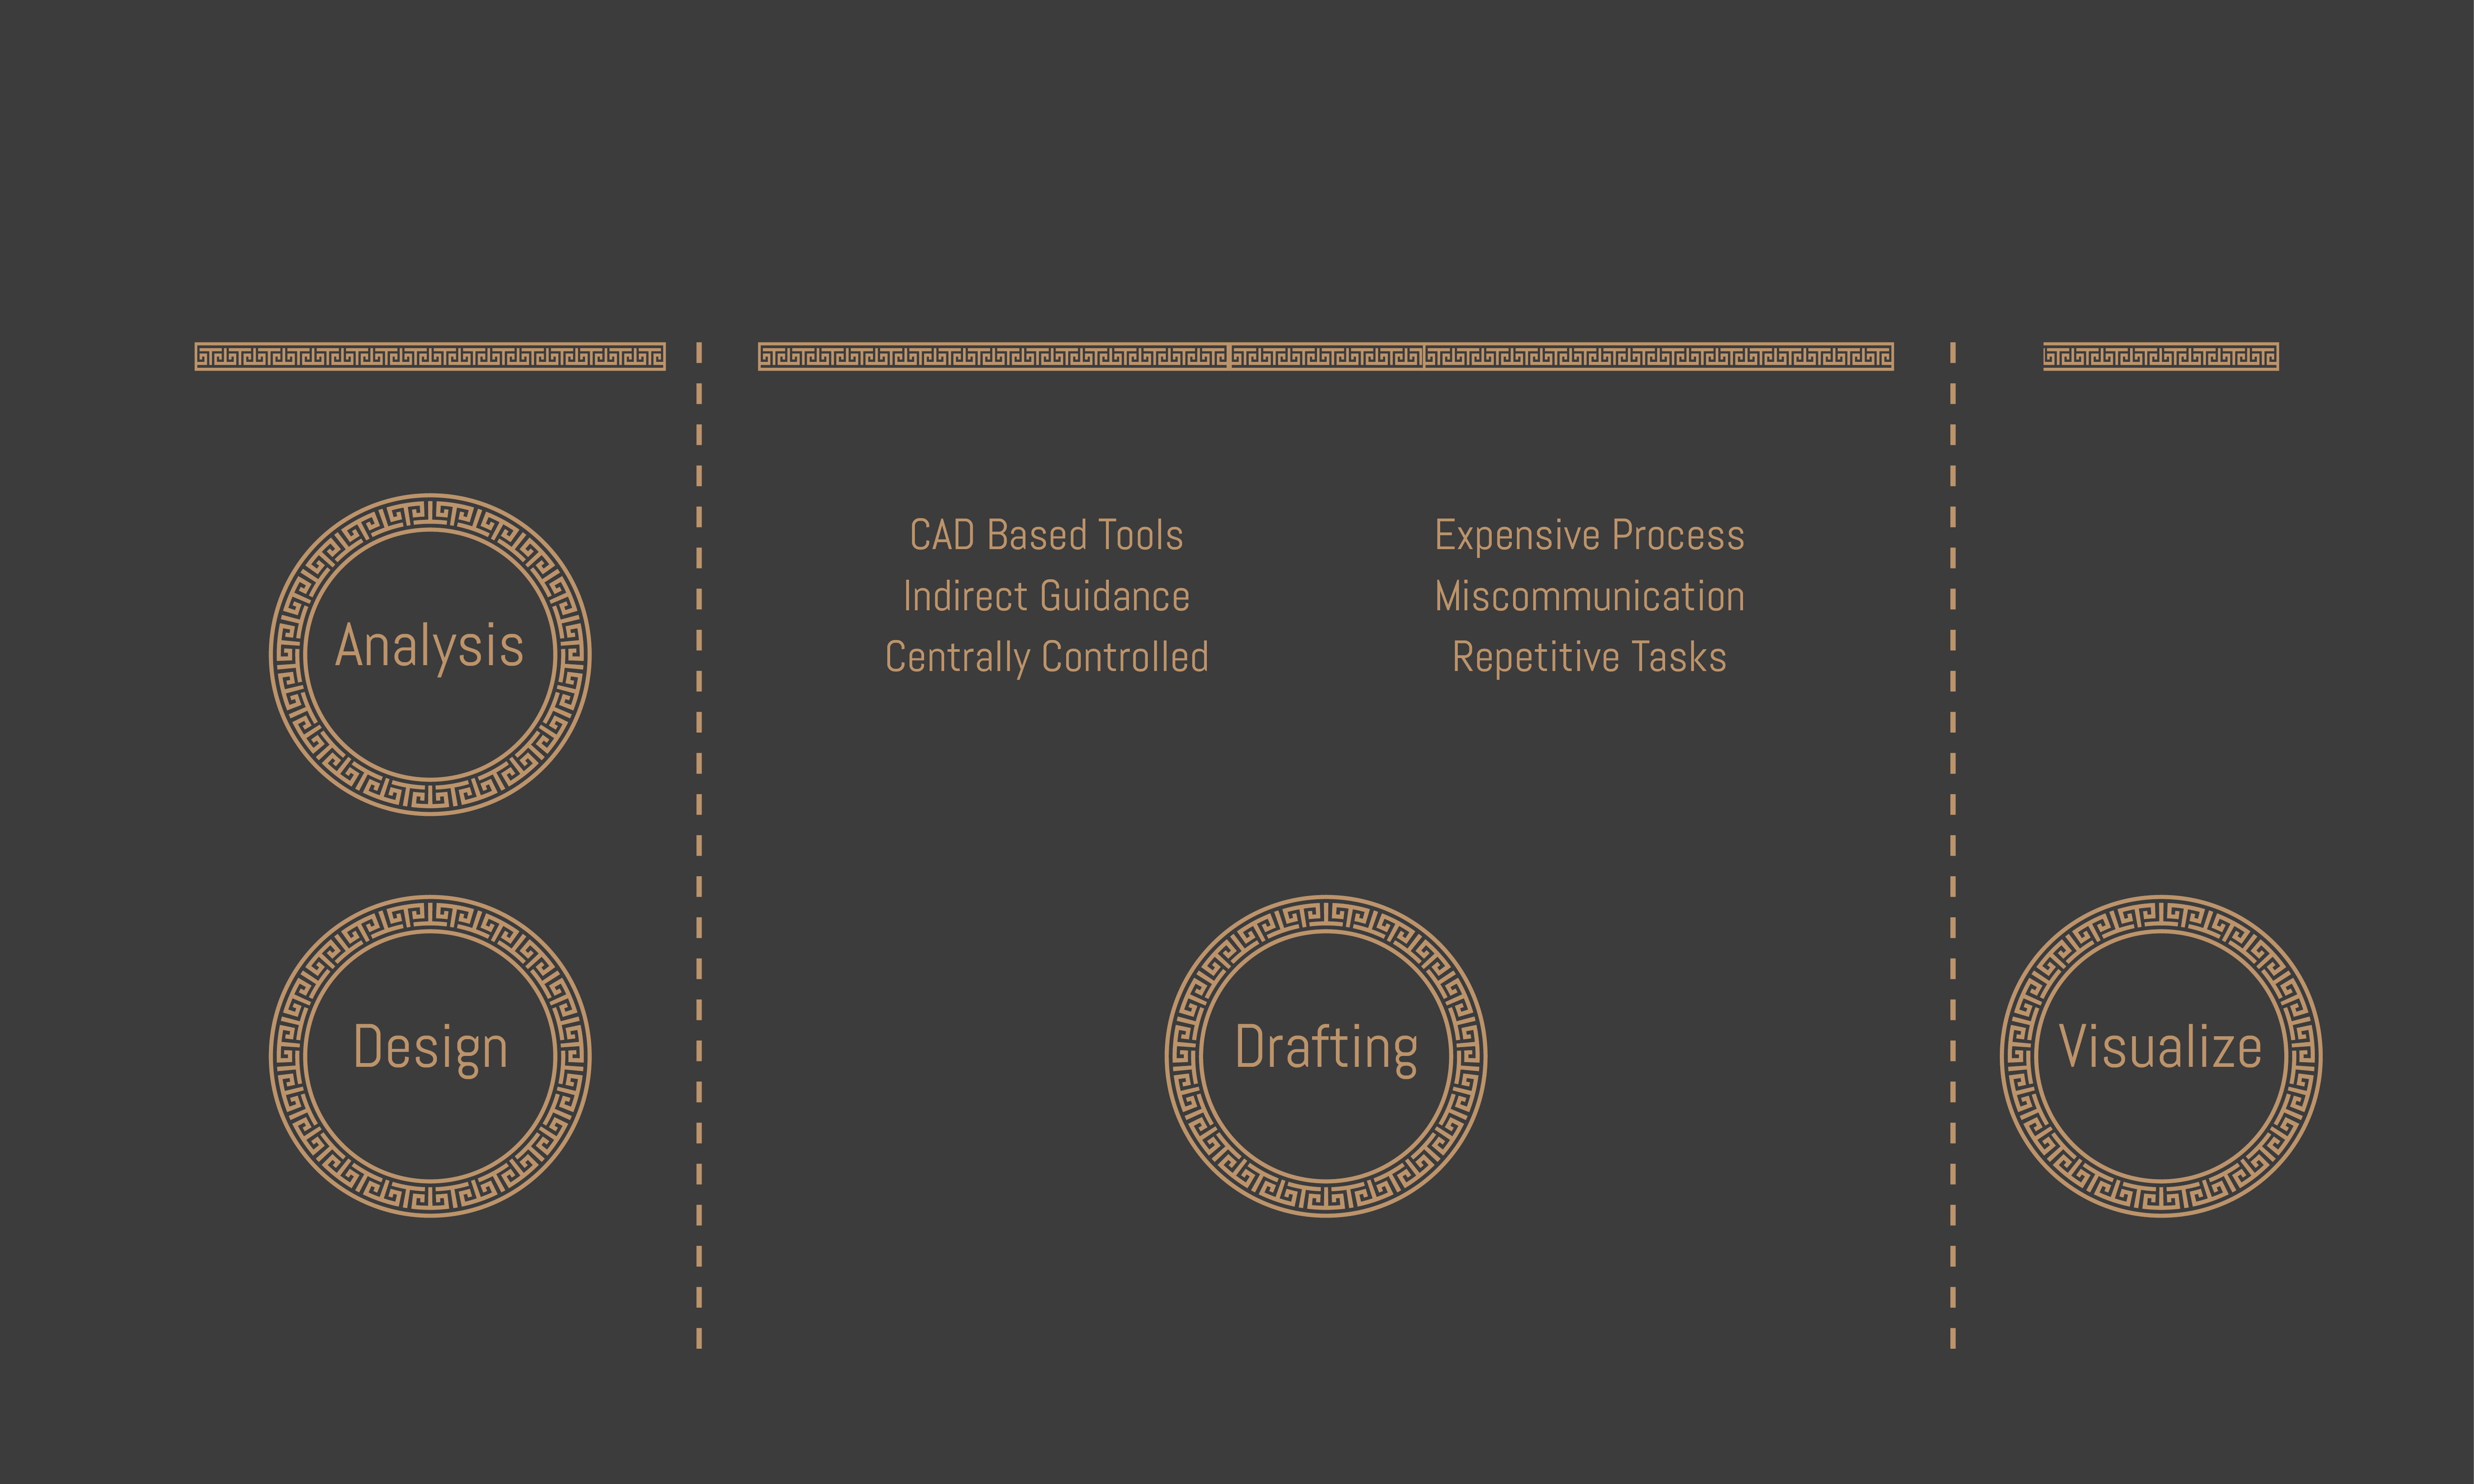 Analysis
Design
CAD Based Tools
Indirect Guidance
Centrally Controlled
Expensive Process
Miscommunication
Repetitive Tasks
Drafting
Visualize